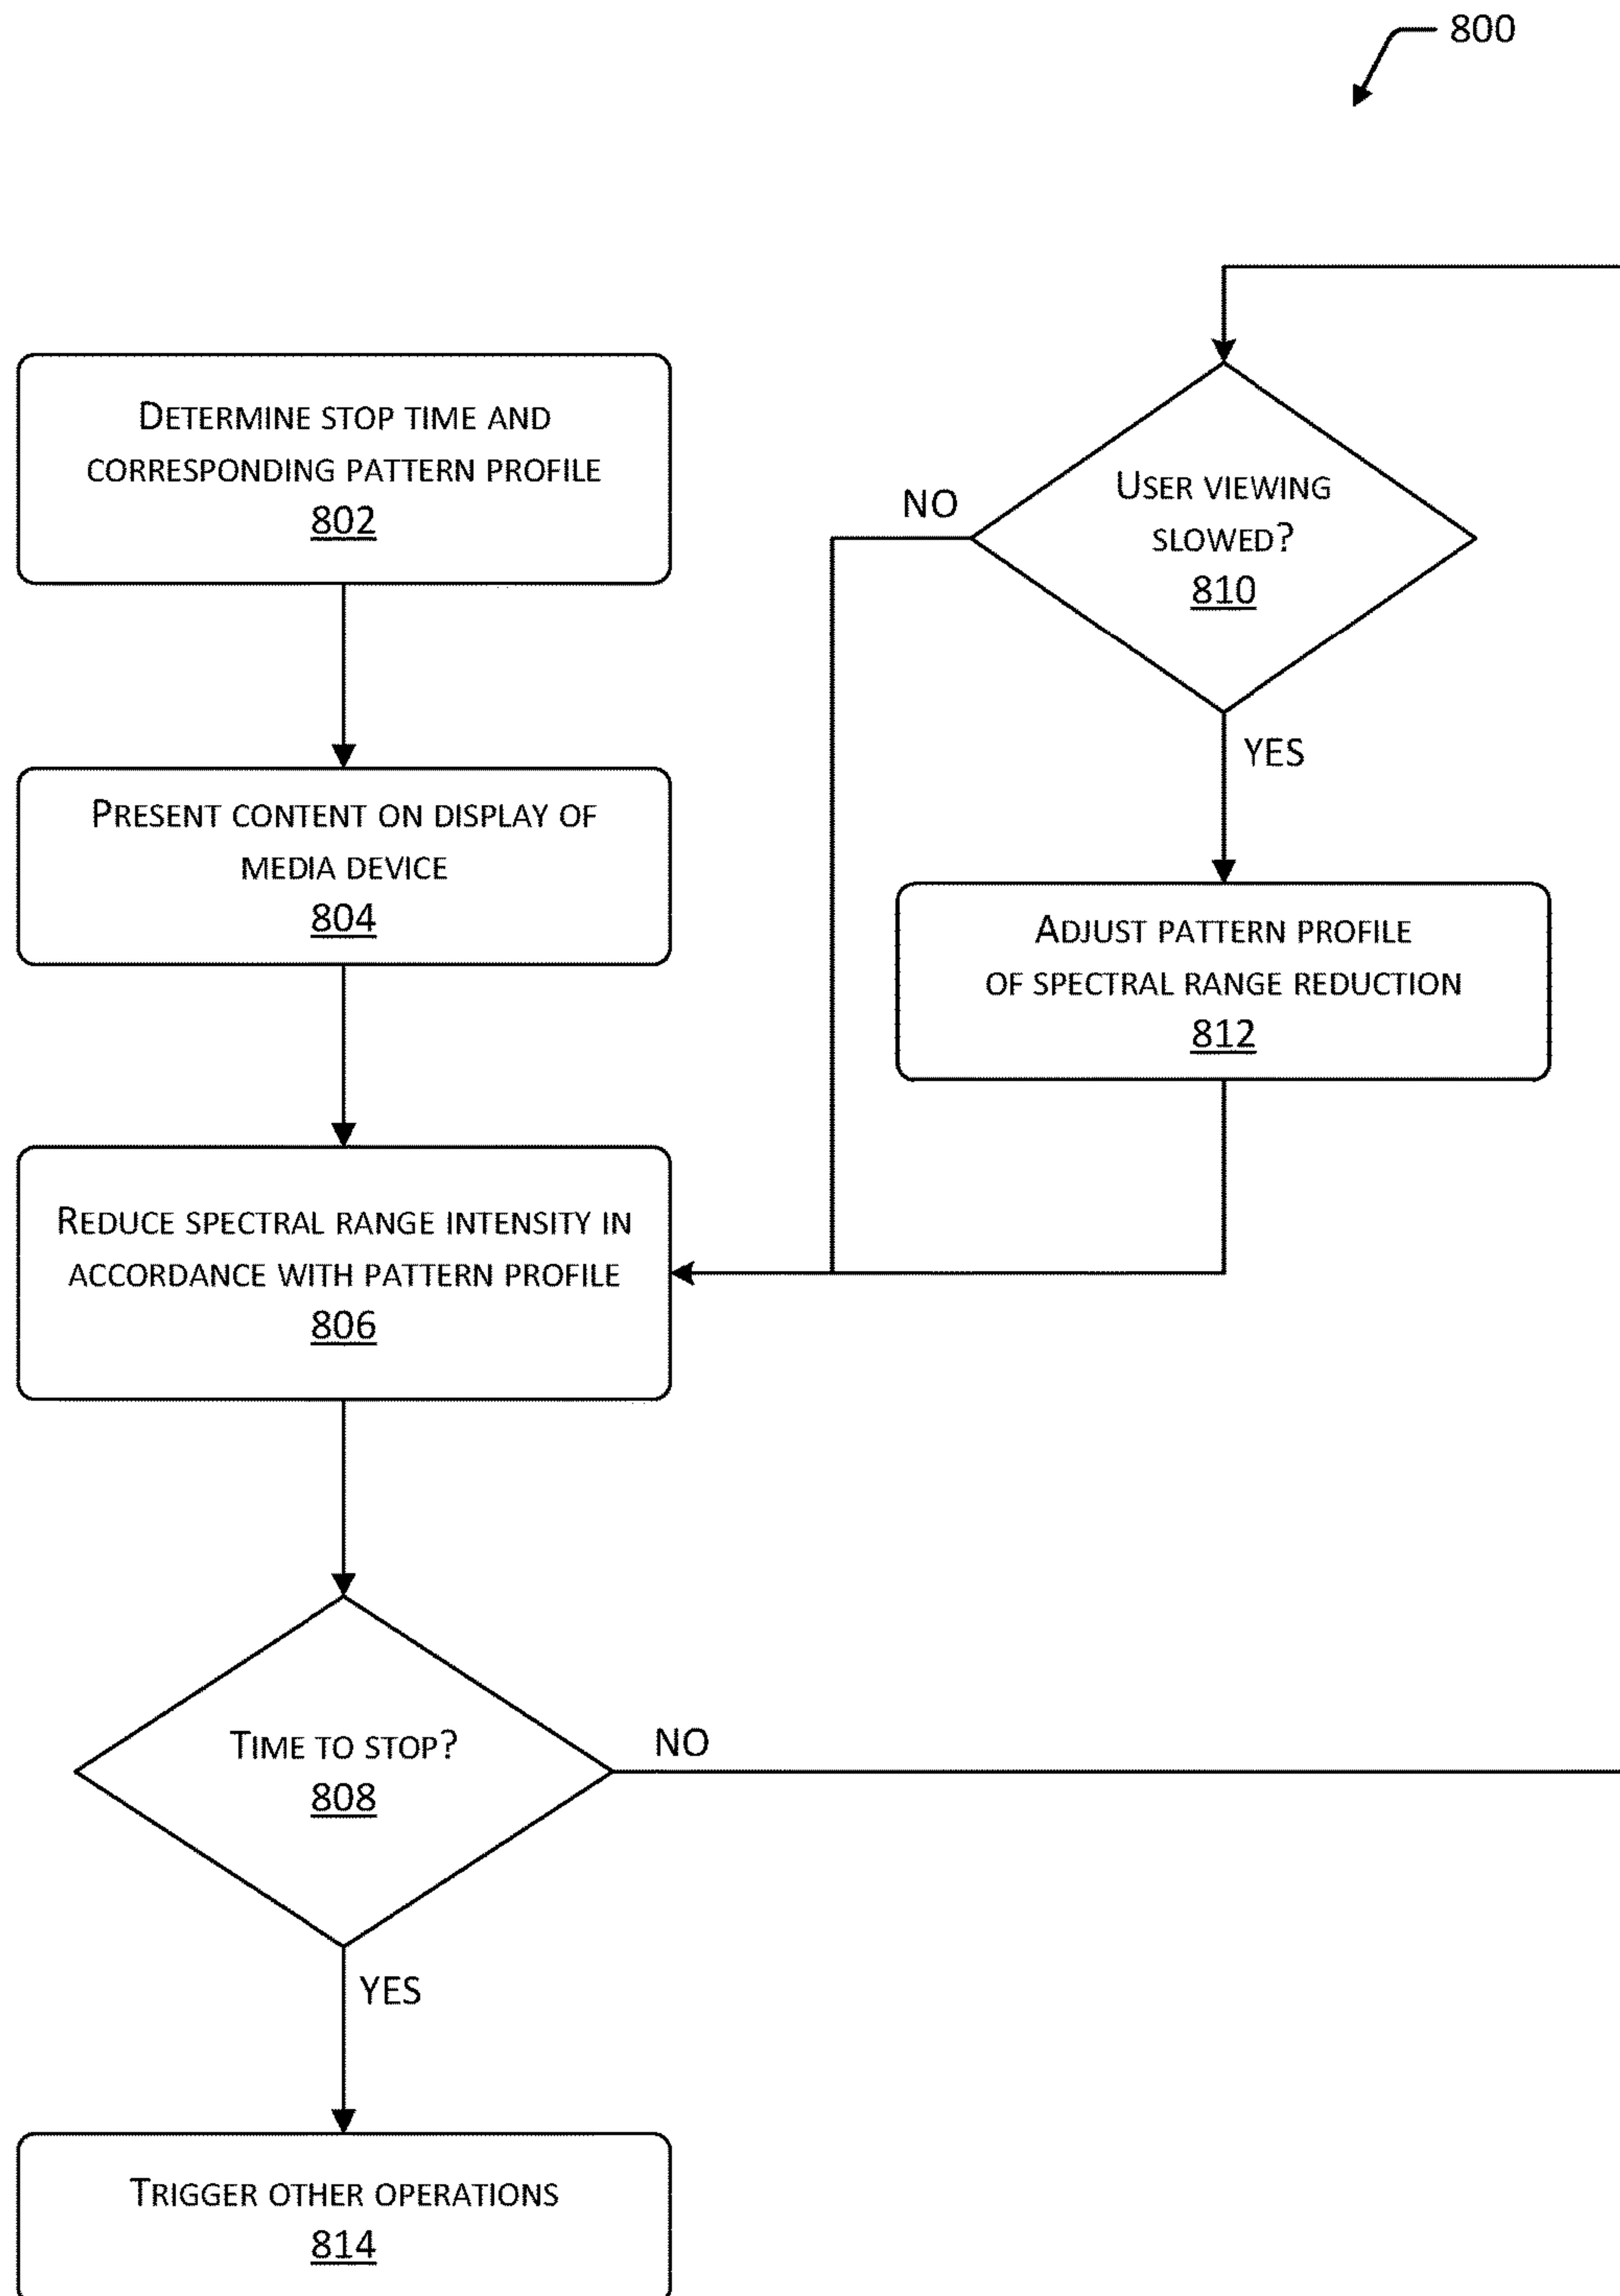 800
DETERMINE STOP TIME AND
CORRESPONDING PATTERN PROFILE
802
PRESENT CONTENT ON DISPLAY OF
MEDIA DEVICE
804
REDUCE SPECTRAL RANGE INTENSITY IN
ACCORDANCE WITH PATTERN PROFILE
806
TIME TO STOP?
808
NO
YES
USER VIEWING
SLOWED?
810
NO
YES
ADJUST PATTERN PROFILE
OF SPECTRAL RANGE REDUCTION
812
TRIGGER OTHER OPERATIONS
814